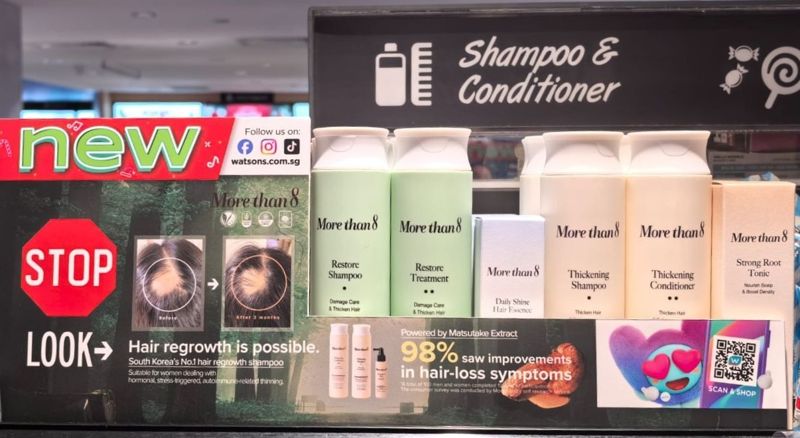 Shampoo &
Conditioner
new
Follow us on:
watsons.com.sg
More than 8
STOP
LOOK→
Before
After 3 months
Hair regrowth is possible.
South Korea's No.1 hair regrowth shampoo
Suitable for women dealing with
hormonal, stress-triggered, autoimmune-related thinning.
More than 8
Restore
Shampoo
Damage Care
& Thicken Hair
More than 8
Restore
Treatment
Damage Care
& Thicken Hair
More than 8
Daily Shine
Hair Essence
More than 8
Thickening
Shampoo
Thicken Hair
More than 8
Thickening
Conditioner
Thicken Hair
More than 8
Strong Root
Tonic
Nourish Scalp
& Boost Density
Powered by Matsutake Extract
98% saw improvements
in hair-loss symptoms
SCAN & SHOP